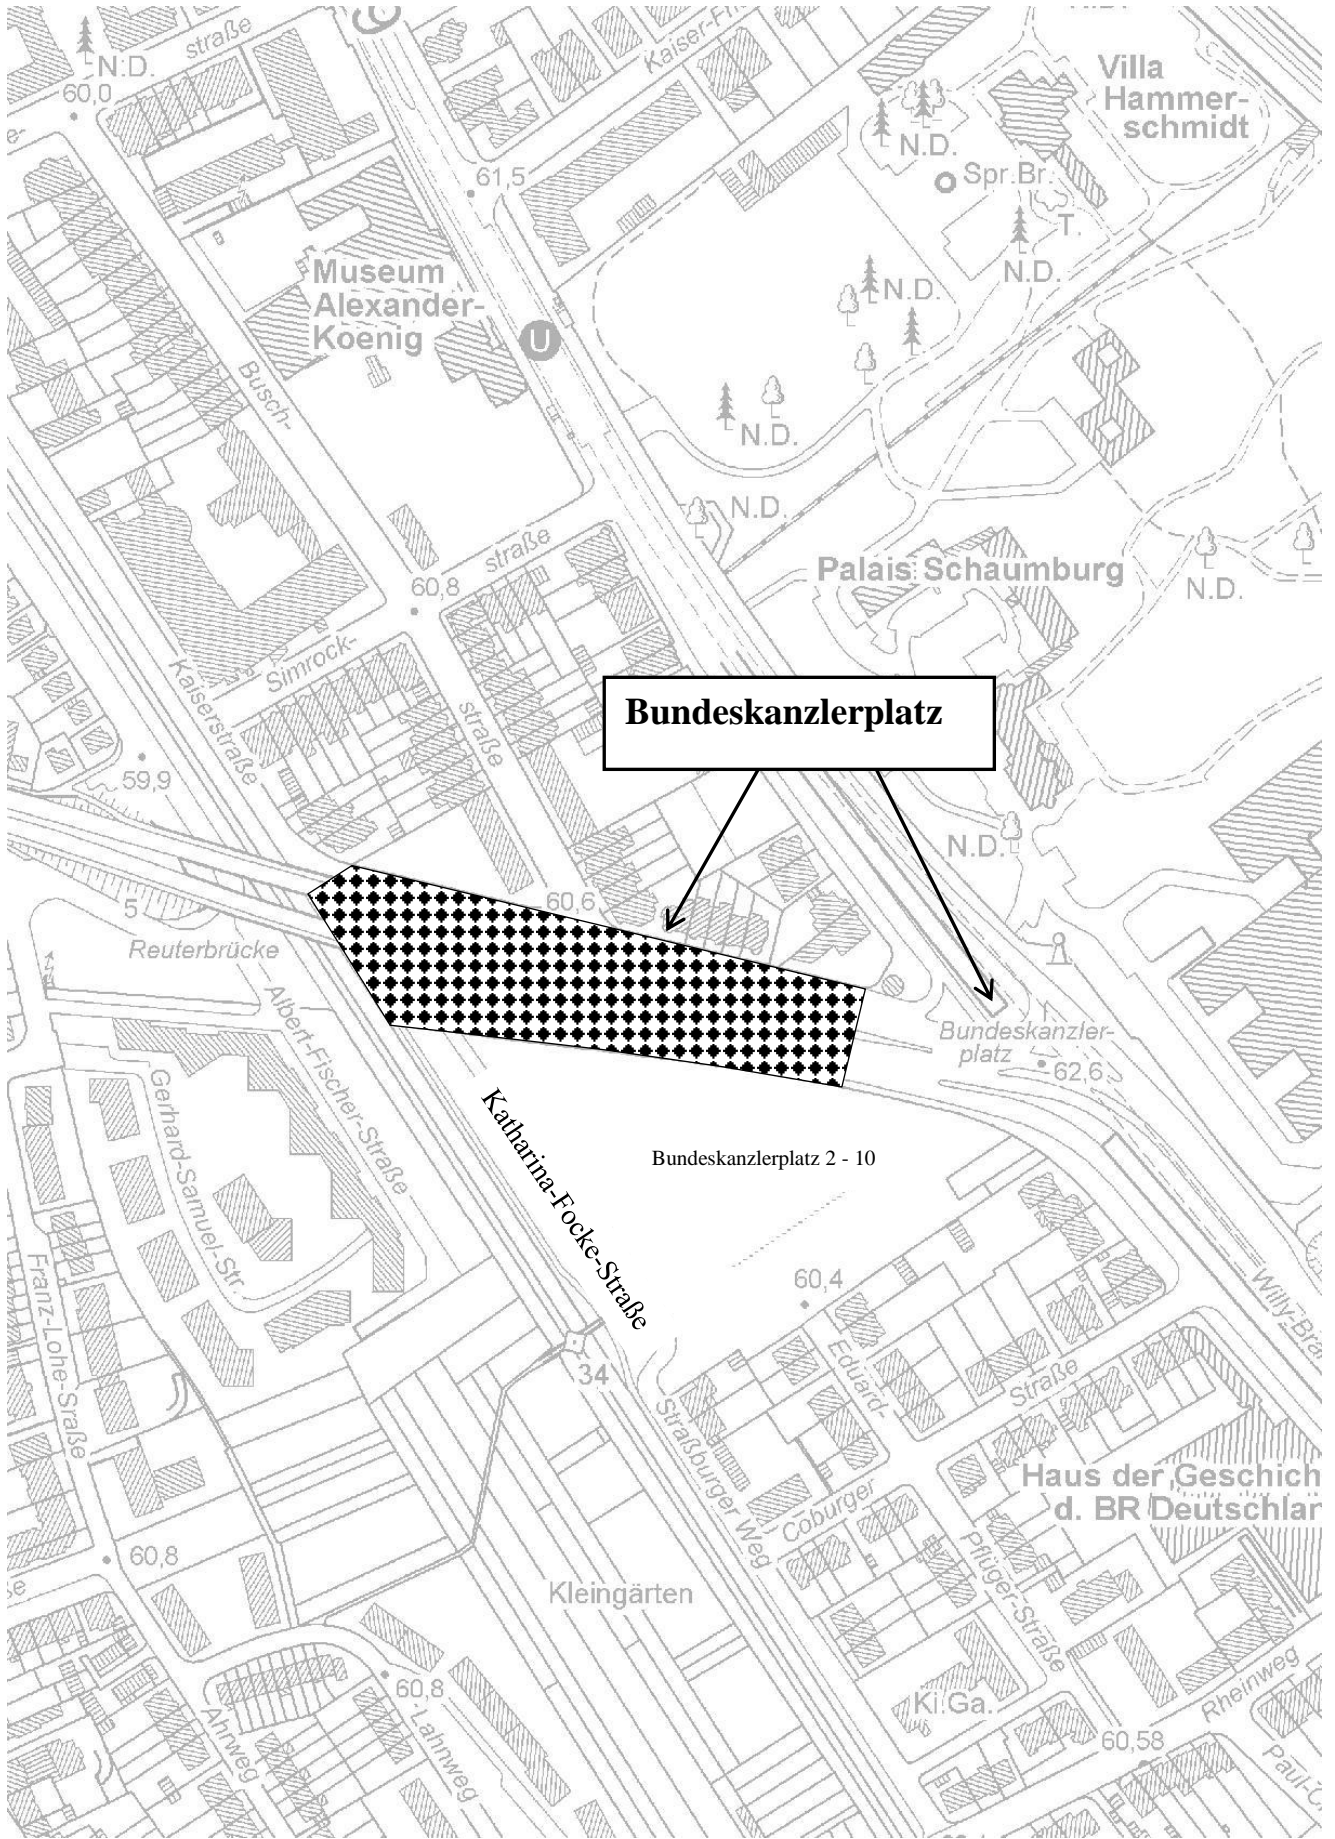 straße
Kaiser-Fr
N.D.
60,0
Villa
Hammer-
schmidt
N.D.
61,5
Spr.Br.
T.
N.D.
Museum
Alexander-
Koenig
N.D.
U
Busch-
N.D.
N.D.
straße
Palais Schaumburg
60,8
N.D.
Simrock-
Kaiserstraße
straße
Bundeskanzlerplatz
59,9
N.D.
60,6
5
Reuterbrücke
Albert-Fischer-Straße
Bundeskanzler-
platz
62,6
Gerhard-Samuel-Str.
Katharina-Focke-Straße
Bundeskanzlerplatz 2 - 10
Franz-Lohe-Sraße
60,4
Willy-Bra
Eduard-
Straße
34
Straßburger Weg
Haus der Geschich
d. BR Deutschlan
Coburger
Pflüger-Straße
60,8
Kleingärten
Rheinweg
60,8
Ki.Ga.
Ahrweg
Lahnweg
60,58
Paul-C